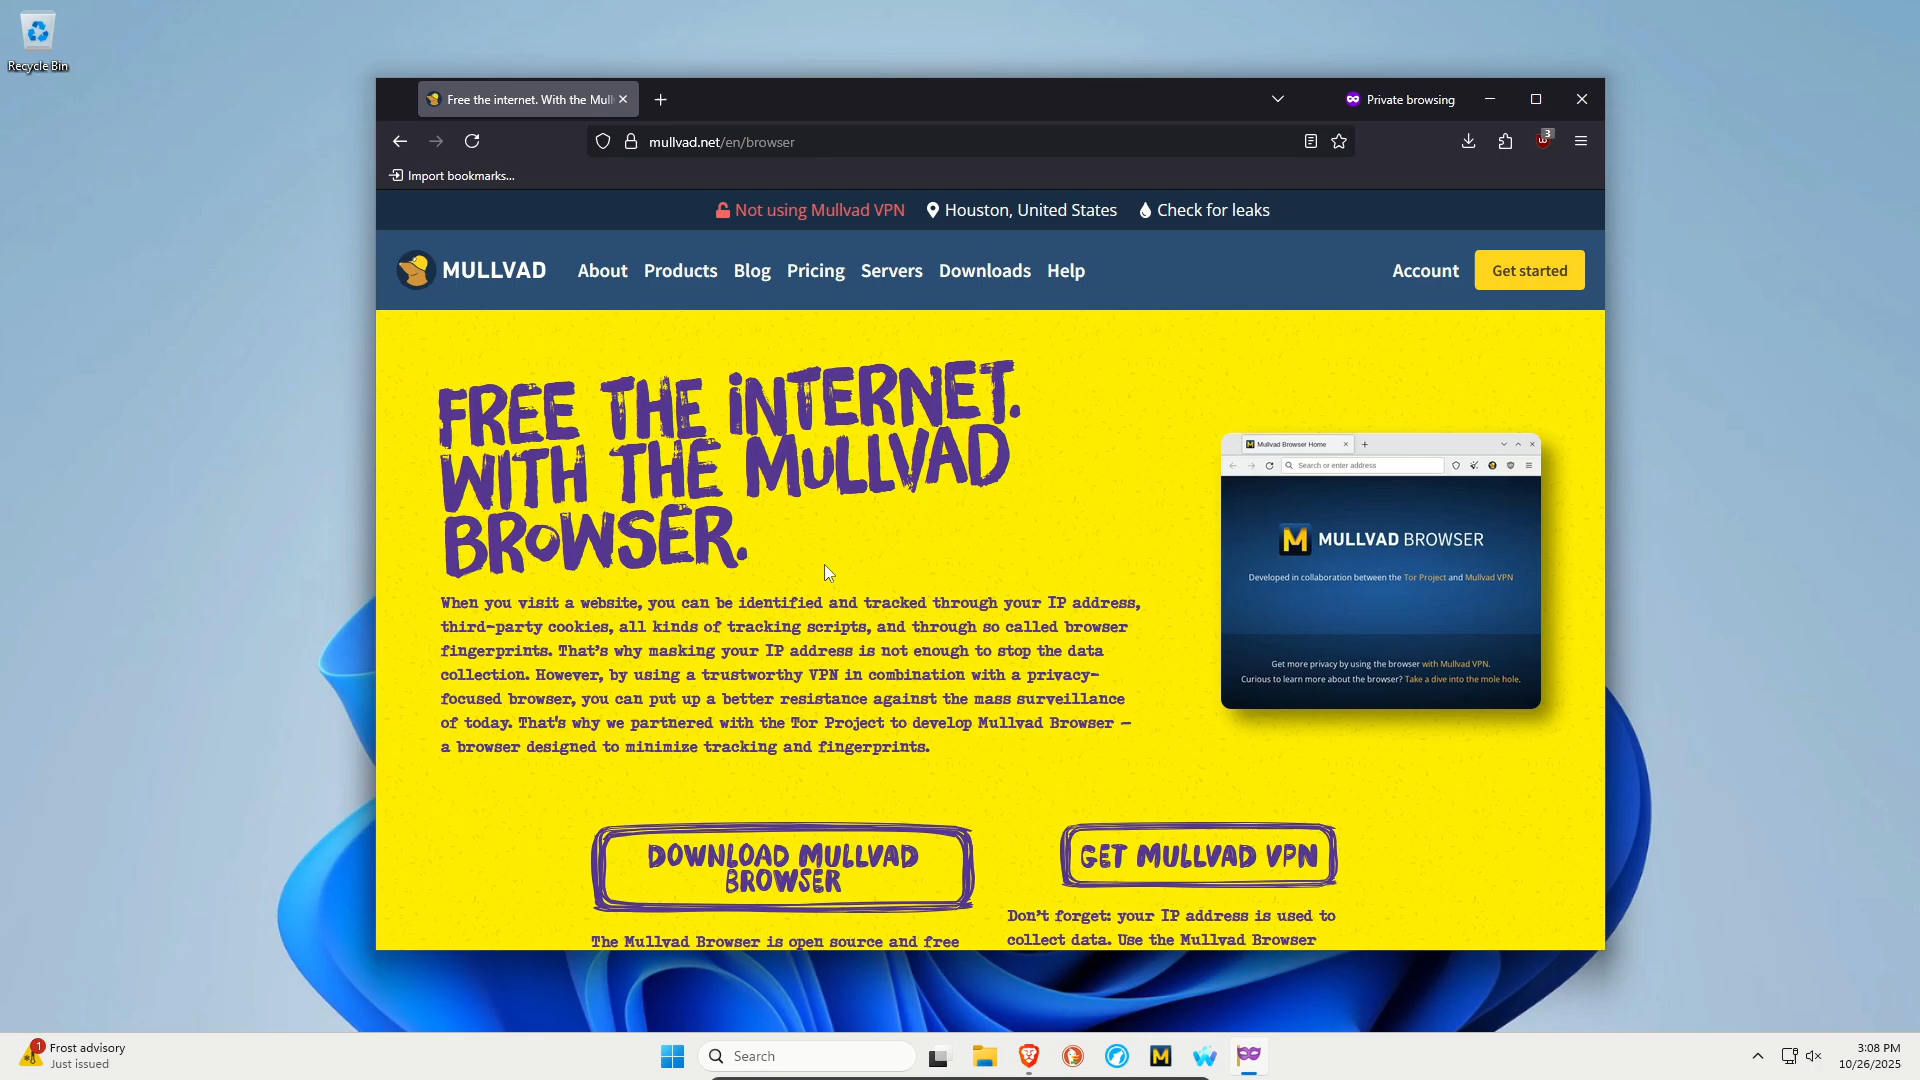 Recycle Bin
Free the internet. With the Mull
Private browsing
mullvad.net/en/browser
3
Import bookmarks...
Not using Mullvad VPN
Houston, United States
Check for leaks
MULLVAD
About
Products
Blog
Pricing
Servers
Downloads
Help
Account
Get started
FREE THE INTERNET.
WITH THE MULLVAD
BROWSER.
When you visit a website, you can be identified and tracked through your IP address,
third-party cookies, all kinds of tracking scripts, and through so called browser
fingerprints. That's why masking your IP address is not enough to stop the data
collection. However, by using a trustworthy VPN in combination with a privacy-
focused browser, you can put up a better resistance against the mass surveillance
of today. That's why we partnered with the Tor Project to develop Mullvad Browser –
a browser designed to minimize tracking and fingerprints.
Mullvad Browser Home
Search or enter address
M MULLVAD BROWSER
Developed in collaboration between the Tor Project and Mullvad VPN
Get more privacy by using the browser with Mullvad VPN.
Curious to learn more about the browser? Take a dive into the mole hole.
DOWNLOAD MULLVAD
BROWSER
GET MULLVAD VPN
The Mullvad Browser is open source and free
Don't forget: your IP address is used to
collect data. Use the Mullvad Browser
1
Frost advisory
Just issued
Search
M
3:08 PM
10/26/2025